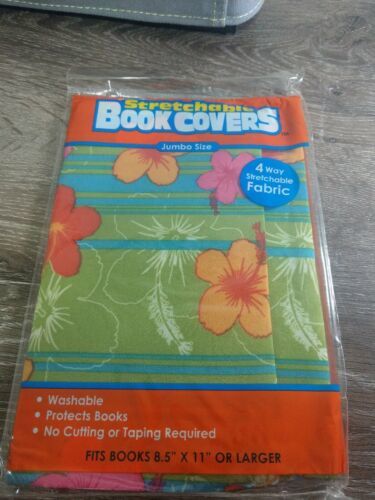 Stretchable
BOOK COVERS
Jumbo Size
4 Way
Stretchable
Fabric
• Washable
• Protects Books
• No Cutting or Taping Required
FITS BOOKS 8.5" X 11" OR LARGER